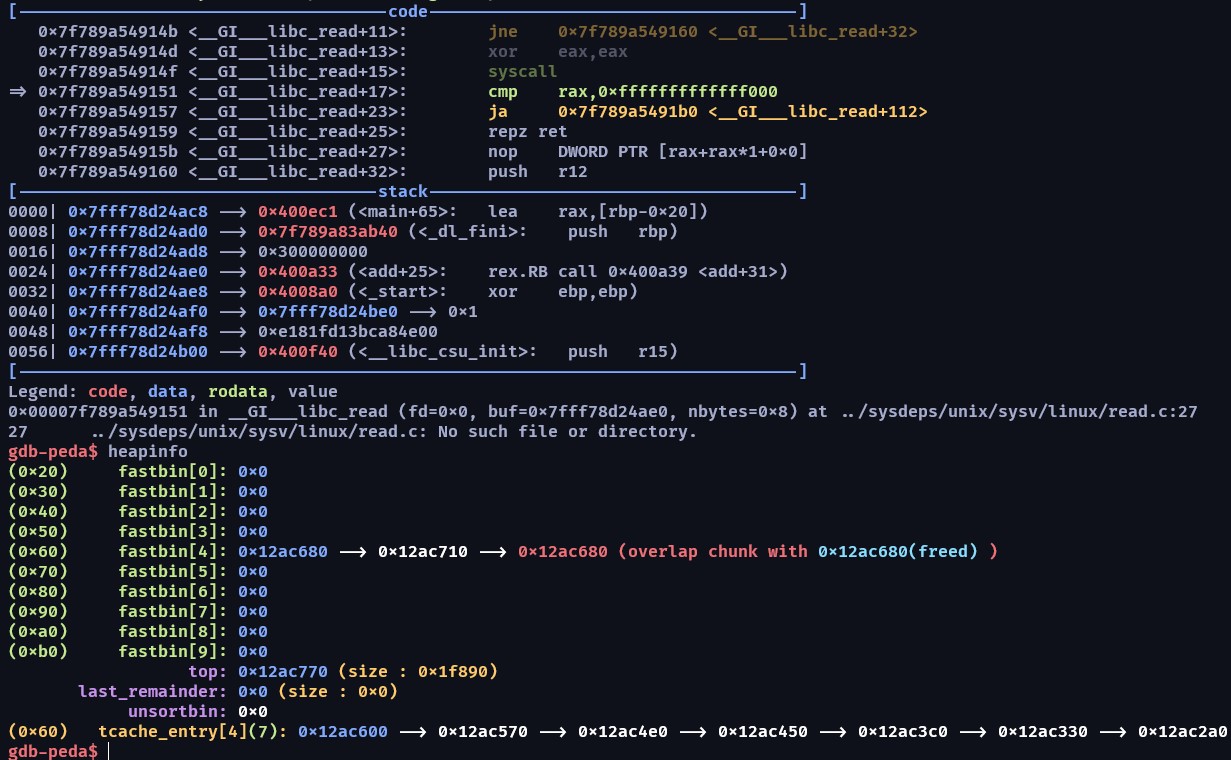 [───────────────────code───────────────────]
0x7f789a54914b <__GI___libc_read+11>: jne 0x7f789a549160 <__GI___libc_read+32>
0x7f789a54914d <__GI___libc_read+13>: xor eax,eax
0x7f789a54914f <__GI___libc_read+15>: syscall
=> 0x7f789a549151 <__GI___libc_read+17>: cmp rax,0xfffffffffffff000
0x7f789a549157 <__GI___libc_read+23>: ja 0x7f789a5491b0 <__GI___libc_read+112>
0x7f789a549159 <__GI___libc_read+25>: repz ret
0x7f789a54915b <__GI___libc_read+27>: nop DWORD PTR [rax+rax*1+0x0]
0x7f789a549160 <__GI___libc_read+32>: push r12
[───────────────────stack───────────────────]
0000| 0x7fff78d24ac8 --> 0x400ec1 (<main+65>: lea rax,[rbp-0x20])
0008| 0x7fff78d24ad0 --> 0x7f789a83ab40 (<_dl_fini>: push rbp)
0016| 0x7fff78d24ad8 --> 0x300000000
0024| 0x7fff78d24ae0 --> 0x400a33 (<add+25>: rex.RB call 0x400a39 <add+31>)
0032| 0x7fff78d24ae8 --> 0x4008a0 (<_start>: xor ebp,ebp)
0040| 0x7fff78d24af0 --> 0x7fff78d24be0 --> 0x1
0048| 0x7fff78d24af8 --> 0xe181fd13bca84e00
0056| 0x7fff78d24b00 --> 0x400f40 (<__libc_csu_init>: push r15)
[──────────────────────────────────────]
Legend: code, data, rodata, value
0x00007f789a549151 in __GI___libc_read (fd=0x0, buf=0x7fff78d24ae0, nbytes=0x8) at ../sysdeps/unix/sysv/linux/read.c:27
27 ../sysdeps/unix/sysv/linux/read.c: No such file or directory.
gdb-peda$ heapinfo
(0x20) fastbin[0]: 0x0
(0x30) fastbin[1]: 0x0
(0x40) fastbin[2]: 0x0
(0x50) fastbin[3]: 0x0
(0x60) fastbin[4]: 0x12ac680 --> 0x12ac710 --> 0x12ac680 (overlap chunk with 0x12ac680(freed) )
(0x70) fastbin[5]: 0x0
(0x80) fastbin[6]: 0x0
(0x90) fastbin[7]: 0x0
(0xa0) fastbin[8]: 0x0
(0xb0) fastbin[9]: 0x0
top: 0x12ac770 (size : 0x1f890)
last_remainder: 0x0 (size : 0x0)
unsortbin: 0x0
(0x60) tcache_entry[4](7): 0x12ac600 --> 0x12ac570 --> 0x12ac4e0 --> 0x12ac450 --> 0x12ac3c0 --> 0x12ac330 --> 0x12ac2a0
gdb-peda$